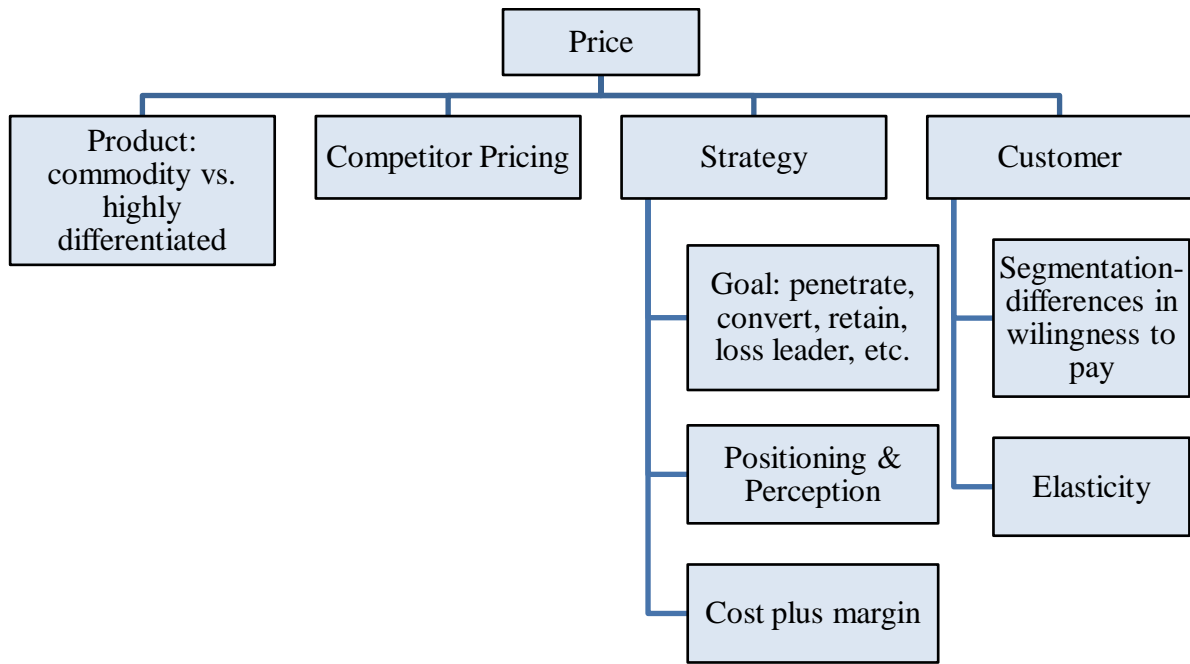 Price
Product:
commodity vs.
highly
differentiated
Competitor Pricing
Strategy
Customer
Goal: penetrate,
convert, retain,
loss leader, etc.
Positioning &
Perception
Cost plus margin
Segmentation-
differences in
wilingness to
pay
Elasticity